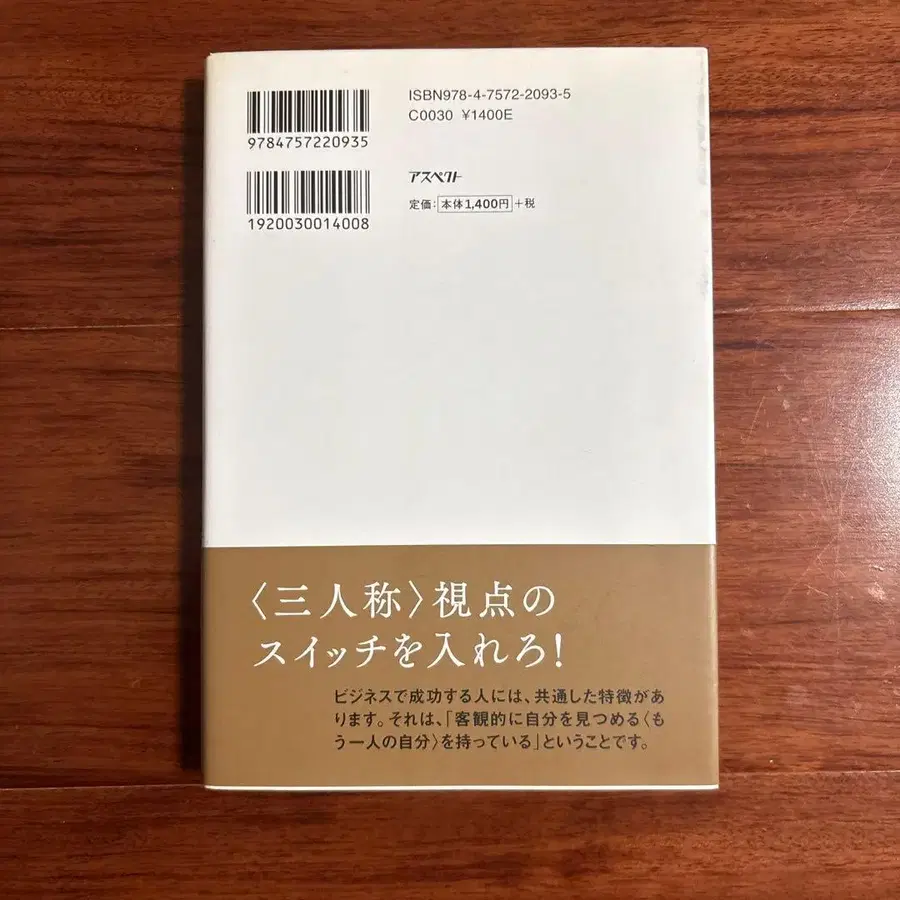 ISBN978-4-7572-2093-5
C0030 ¥1400E
9784757220935
アスペクト
定価:本体1,400円+税
1920030014008
〈三人称〉視点の
スイッチを入れろ!
ビジネスで成功する人には、共通した特徴があ
ります。それは、「客観的に自分を見つめる〈も
う一人の自分〉を持っている」ということです。